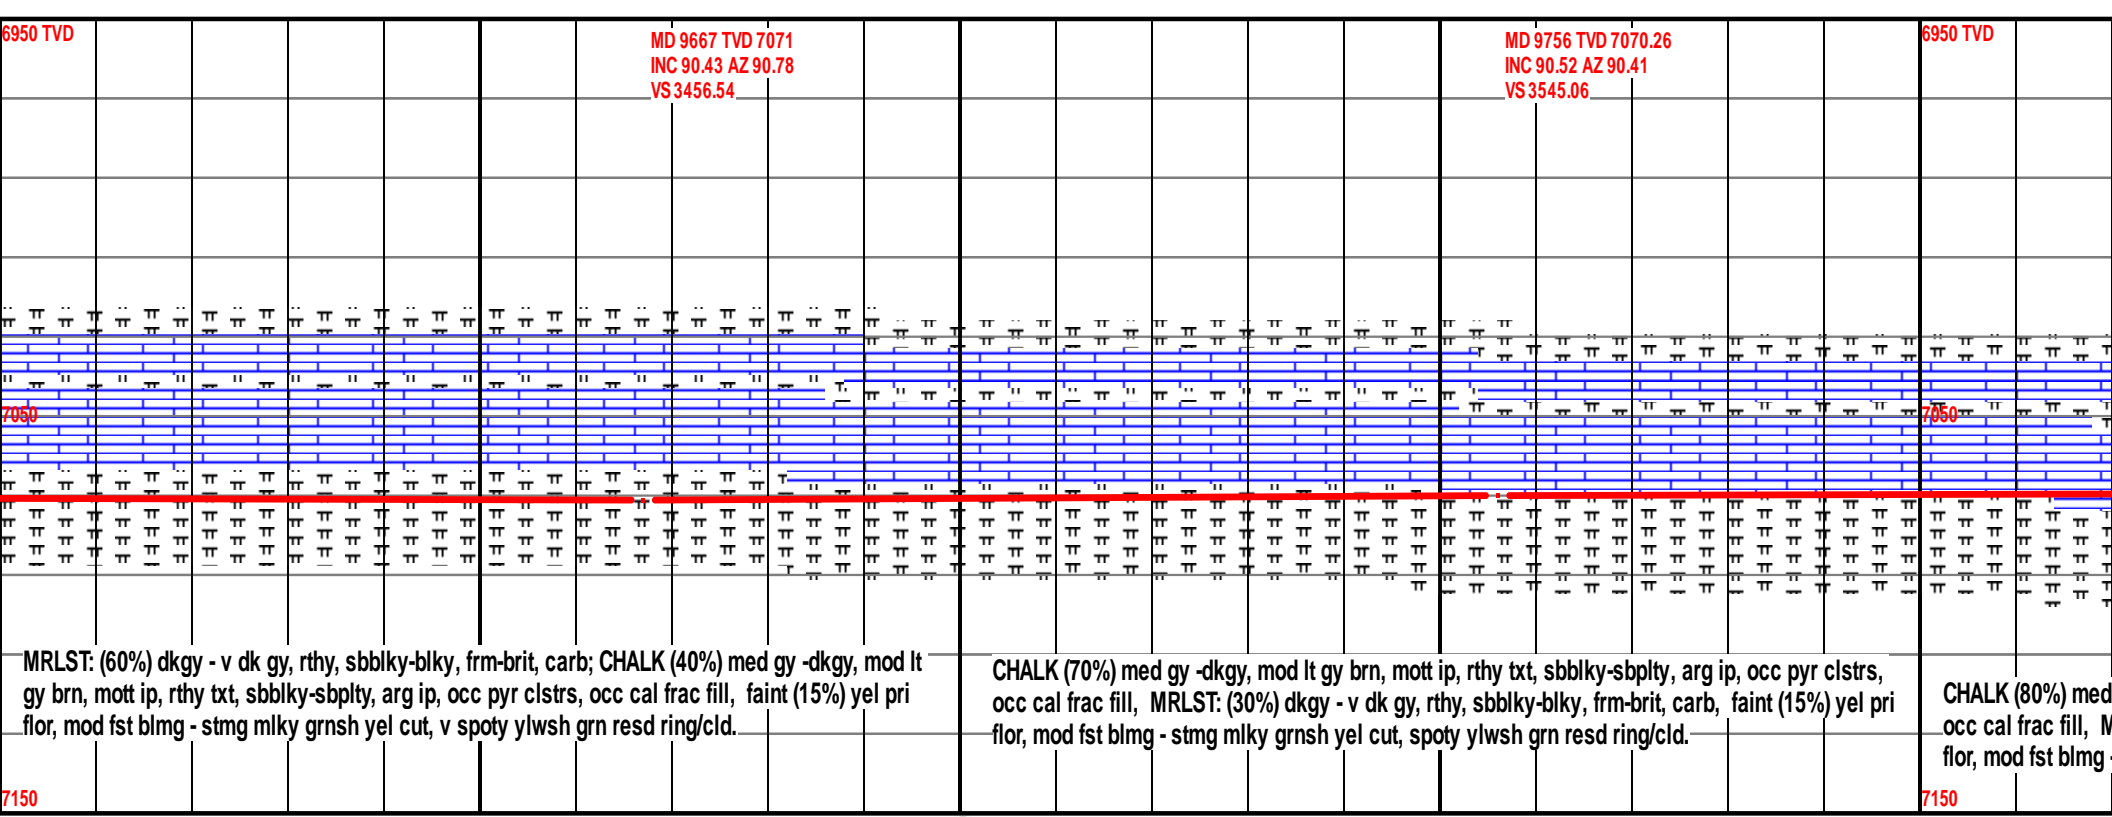 6950 TVD
MD 9667 TVD 7071
INC 90.43 AZ 90.78
VS 3456.54
MD 9756 TVD 7070.26
INC 90.52 AZ 90.41
VS 3545.06
6950 TVD
7050
7050
MRLST: (60%) dkgy - v dk gy, rthy, sbblky-blky, frm-brit, carb; CHALK (40%) med gy -dkgy, mod lt
gy brn, mott ip, rthy txt, sbblky-sbplty, arg ip, occ pyr clstrs, occ cal frac fill, faint (15%) yel pri
flor, mod fst blmg - stmg mlky grnsh yel cut, v spoty ylwsh grn resd ring/cld.
CHALK (70%) med gy -dkgy, mod lt gy brn, mott ip, rthy txt, sbblky-sbplty, arg ip, occ pyr clstrs,
occ cal frac fill, MRLST: (30%) dkgy - v dk gy, rthy, sbblky-blky, frm-brit, carb, faint (15%) yel pri
flor, mod fst blmg - stmg mlky grnsh yel cut, spoty ylwsh grn resd ring/cld.
CHALK (80%) med
occ cal frac fill, M
flor, mod fst blmg -
7150
7150